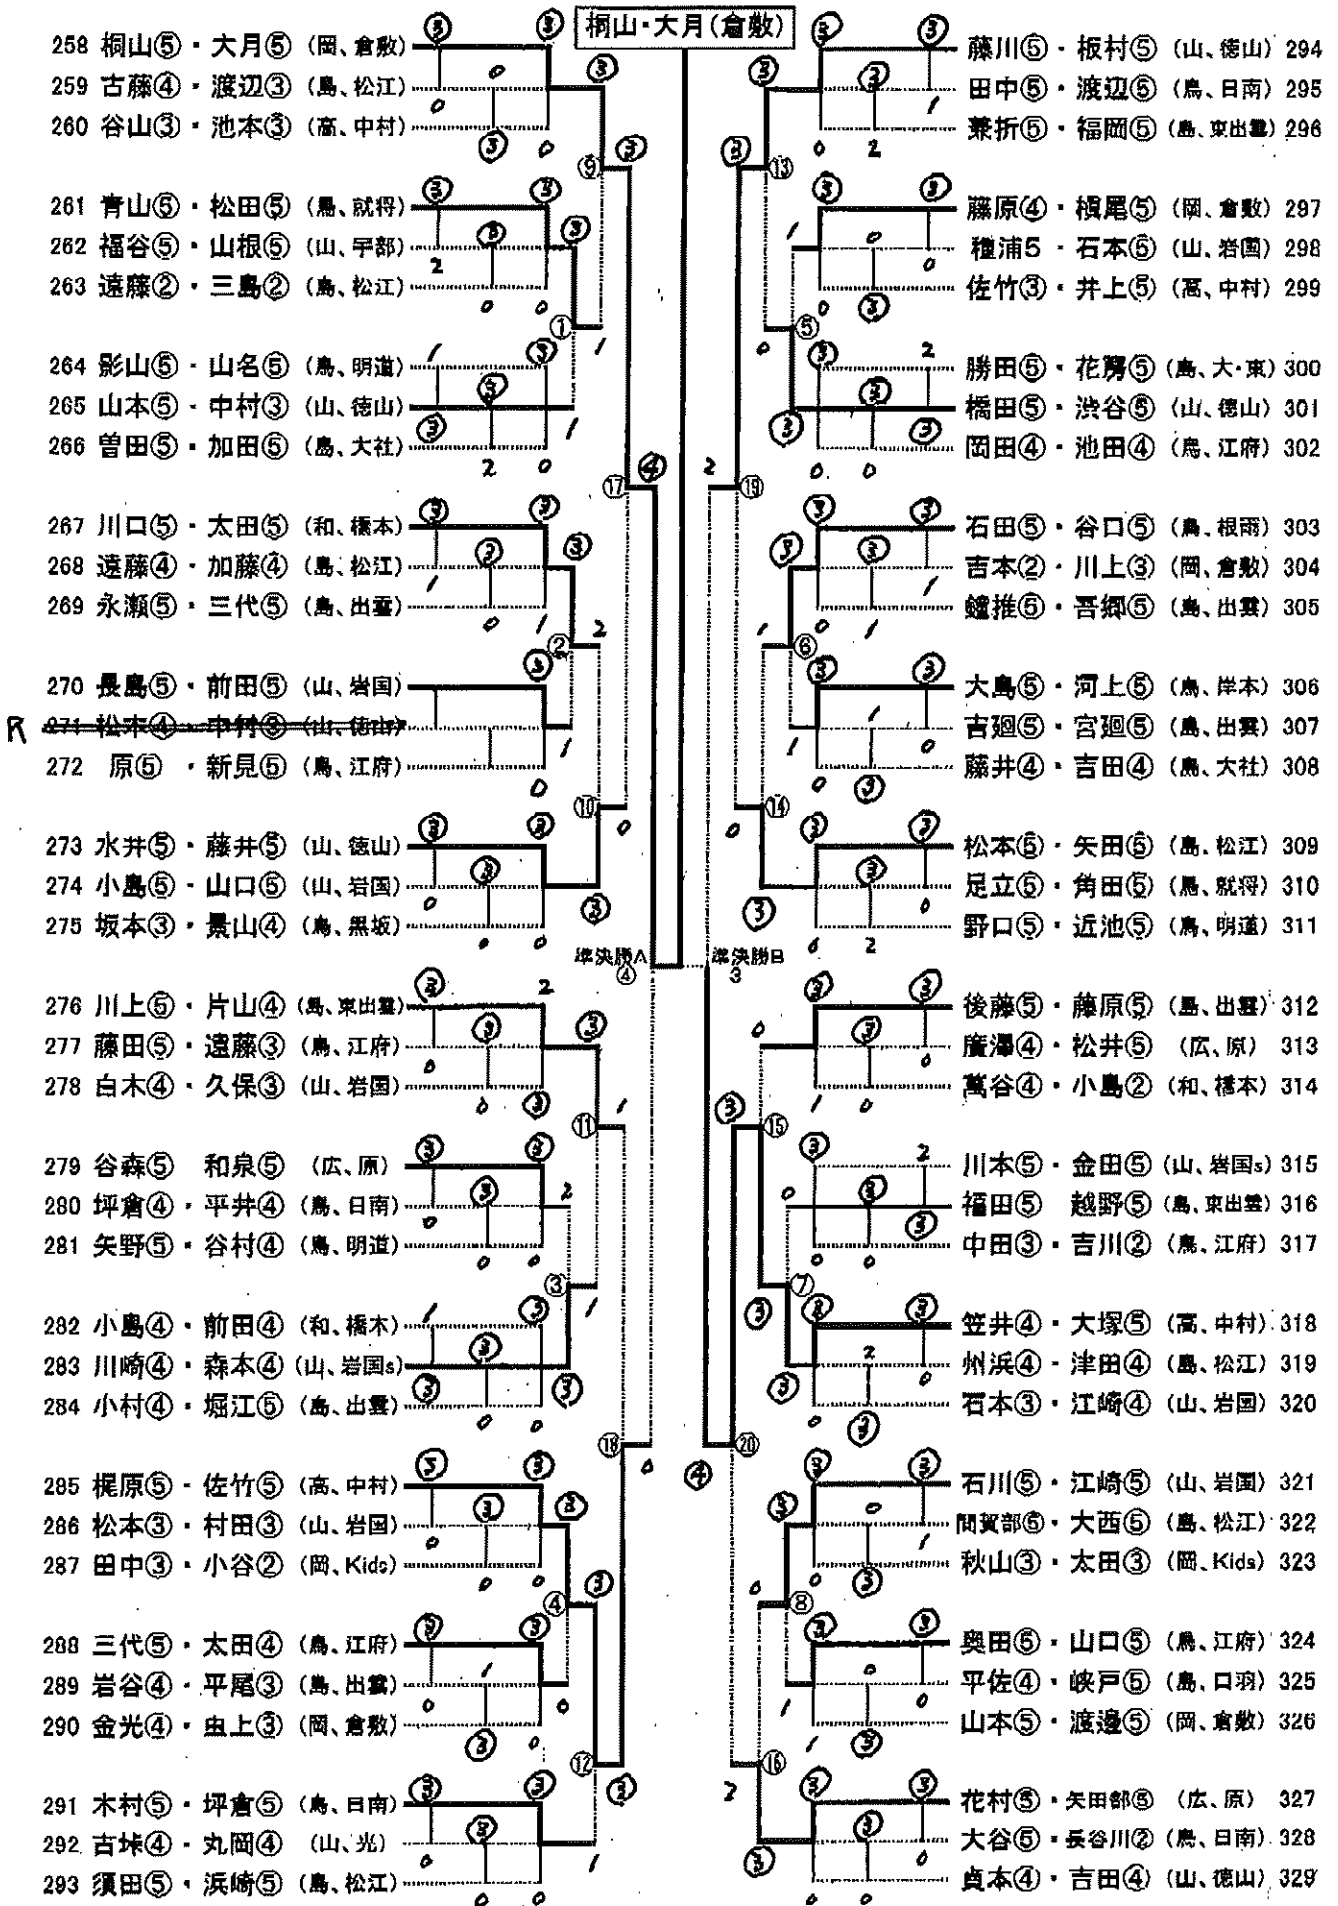 桐山・大月(倉敷)
258 桐山⑤・大月⑤ (岡、倉敷)
259 古藤④・渡辺③ (島、松江)
260 谷山③・池本③ (高、中村)
261 青山⑤・松田⑤ (鳥、就将)
262 福谷⑤・山根⑤ (山、宇部)
263 遠藤②・三島② (島、松江)
264 影山⑤・山名⑤ (鳥、明道)
265 山本⑤・中村③ (山、徳山)
266 曽田⑤・加田⑤ (島、大社)
267 川口⑤・太田⑤ (和、橋本)
268 遠藤④・加藤④ (島、松江)
269 永瀬⑤・三代⑤ (島、出雲)
270 長島⑤・前田⑤ (山、岩国)
R 271 松木④・中村③ (山、徳山)
272 原⑤・新見⑤ (鳥、江府)
273 水井⑤・藤井⑤ (山、徳山)
274 小島⑤・山口⑤ (山、岩国)
275 坂本③・景山④ (鳥、黒坂)
276 川上⑤・片山④ (島、東出雲)
277 藤田⑤・遠藤③ (鳥、江府)
278 白木④・久保③ (山、岩国)
279 谷森⑤ 和泉⑤ (広、原)
280 坪倉④・平井④ (鳥、日南)
281 矢野⑤・谷村④ (鳥、明道)
282 小島④・前田④ (和、橋本)
283 川崎④・森本④ (山、岩国s)
284 小村④・堀江⑤ (島、出雲)
285 梶原⑤・佐竹⑤ (高、中村)
286 松本③・村田③ (山、岩国)
287 田中③・小谷② (岡、Kids)
288 三代⑤・太田④ (鳥、江府)
289 岩谷④・平尾③ (島、出雲)
290 金光④・虫上③ (岡、倉敷)
291 木村⑤・坪倉⑤ (鳥、日南)
292 古垰④・丸岡④ (山、光)
293 須田⑤・浜崎⑤ (島、松江)
準決勝A
④
準決勝B
3
藤川⑤・板村⑤ (山、徳山) 294
田中⑤・渡辺⑤ (鳥、日南) 295
兼折⑤・福岡⑤ (島、東出雲) 296
藤原④・槙尾⑤ (岡、倉敷) 297
種浦5・石本⑤ (山、岩国) 298
佐竹③・井上⑤ (高、中村) 299
勝田⑤・花房⑤ (島、大・東) 300
橋田⑤・渋谷⑤ (山、徳山) 301
岡田④・池田④ (鳥、江府) 302
石田⑤・谷口⑤ (鳥、根雨) 303
吉本②・川上③ (岡、倉敷) 304
鐘推⑤・吾郷⑤ (島、出雲) 305
大島⑤・河上⑤ (鳥、岸本) 306
吉廻⑤・宮廻⑤ (島、出雲) 307
藤井④・吉田④ (島、大社) 308
松本⑤・矢田⑤ (島、松江) 309
足立⑤・角田⑤ (鳥、就将) 310
野口⑤・近池⑤ (鳥、明道) 311
後藤⑤・藤原⑤ (島、出雲) 312
廣澤④・松井⑤ (広、原) 313
萬谷④・小島② (和、橋本) 314
川本⑤・金田⑤ (山、岩国s) 315
福田⑤ 越野⑤ (島、東出雲) 316
中田③・吉川② (鳥、江府) 317
笠井④・大塚⑤ (高、中村) 318
州浜④・津田④ (島、松江) 319
石本③・江崎④ (山、岩国) 320
石川⑤・江崎⑤ (山、岩国) 321
間賀部⑤・大西⑤ (島、松江) 322
秋山③・太田③ (岡、Kids) 323
奥田⑤・山口⑤ (鳥、江府) 324
平佐④・峡戸⑤ (島、口羽) 325
山本⑤・渡邊⑤ (岡、倉敷) 326
花村⑤・矢田部⑤ (広、原) 327
大谷⑤・長谷川② (鳥、日南) 328
貞本④・吉田④ (山、徳山) 329